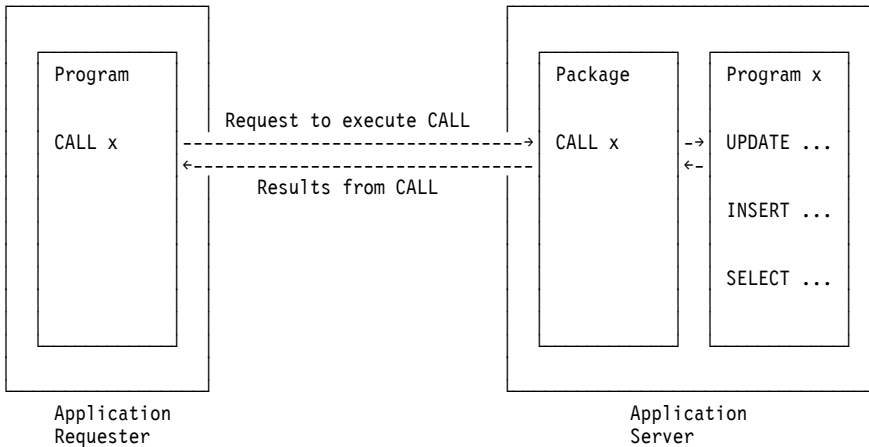 Program Package Program x
Request to execute CALL
CALL x CALL x UPDATE ...
Results from CALL
INSERT ...
SELECT ...
Application Application
Requester Server